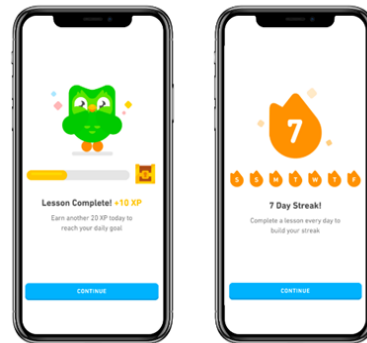 Lesson Complete! +10 XP
Earn another 20 XP today to
reach your daily goal
CONTINUE
7
S S M T W T F
7 Day Streak!
Complete a lesson every day to
build your streak
CONTINUE